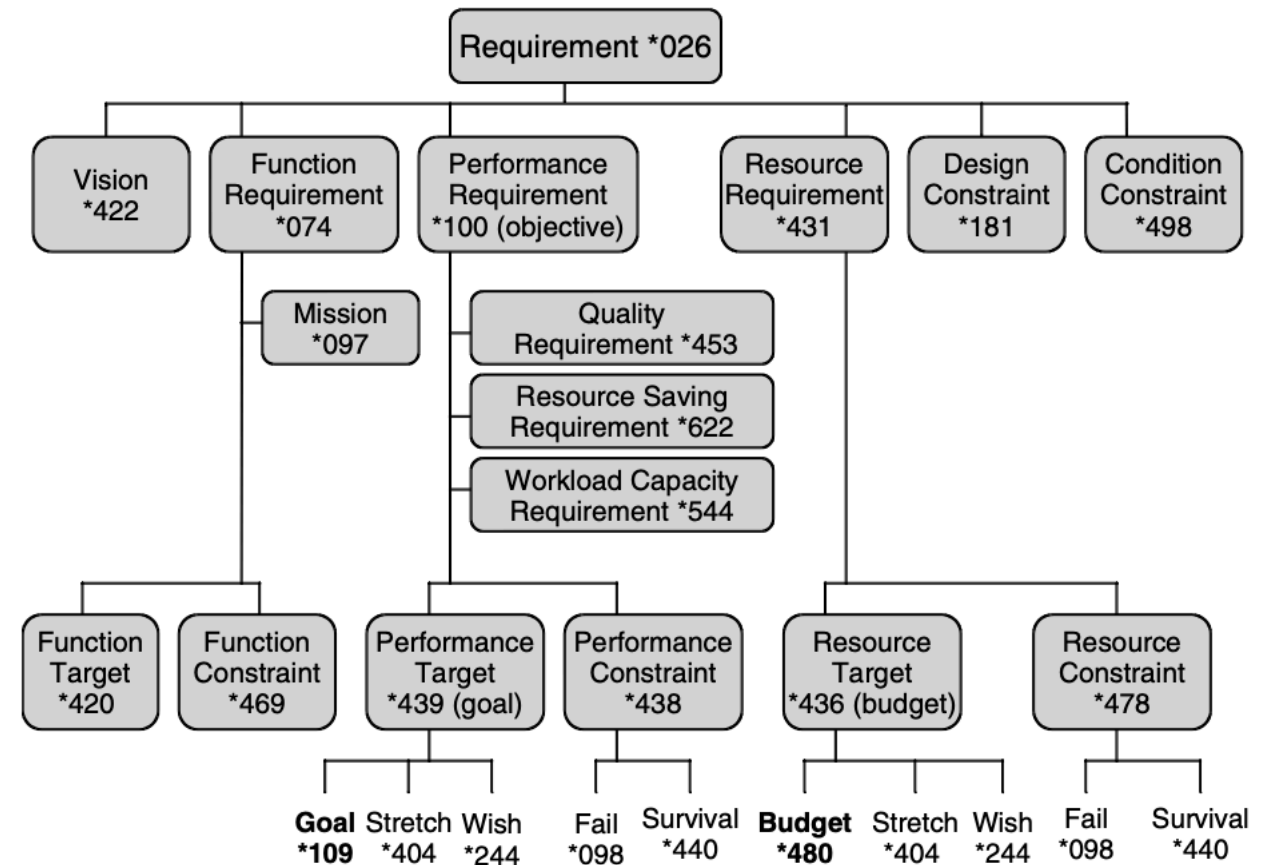 Requirement *026
Vision
*422
Function
Requirement
*074
Performance
Requirement
*100 (objective)
Resource
Requirement
*431
Design
Constraint
*181
Condition
Constraint
*498
Mission
*097
Quality
Requirement *453
Resource Saving
Requirement *622
Workload Capacity
Requirement *544
Function
Target
*420
Function
Constraint
*469
Performance
Target
*439 (goal)
Performance
Constraint
*438
Resource
Target
*436 (budget)
Resource
Constraint
*478
Goal
*109
Stretch
*404
Wish
*244
Fail
*098
Survival
*440
Budget
*480
Stretch
*404
Wish
*244
Fail
*098
Survival
*440